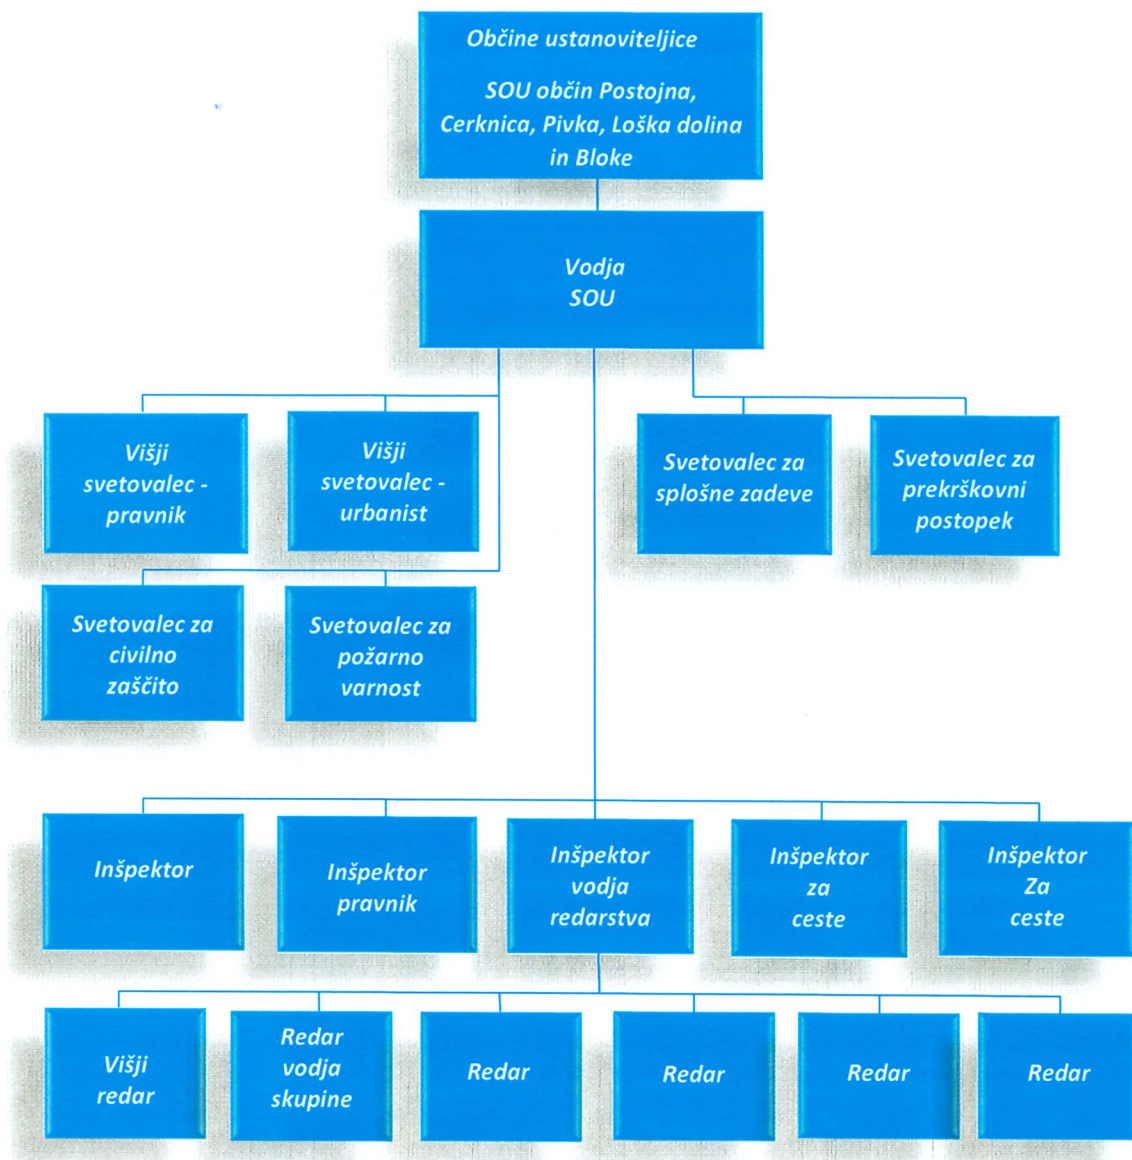 Občine ustanoviteljice
SOU občin Postojna,
Cerknica, Pivka, Loška dolina
in Bloke
Vodja
SOU
Višji
svetovalec -
pravnik
Višji
svetovalec -
urbanist
Svetovalec za
splošne zadeve
Svetovalec za
prekrškovni
postopek
Svetovalec za
civilno
zaščito
Svetovalec za
požarno
varnost
Inšpektor
Inšpektor
pravnik
Inšpektor
vodja
redarstva
Inšpektor
za
ceste
Inšpektor
Za
ceste
Višji
redar
Redar
vodja
skupine
Redar
Redar
Redar
Redar